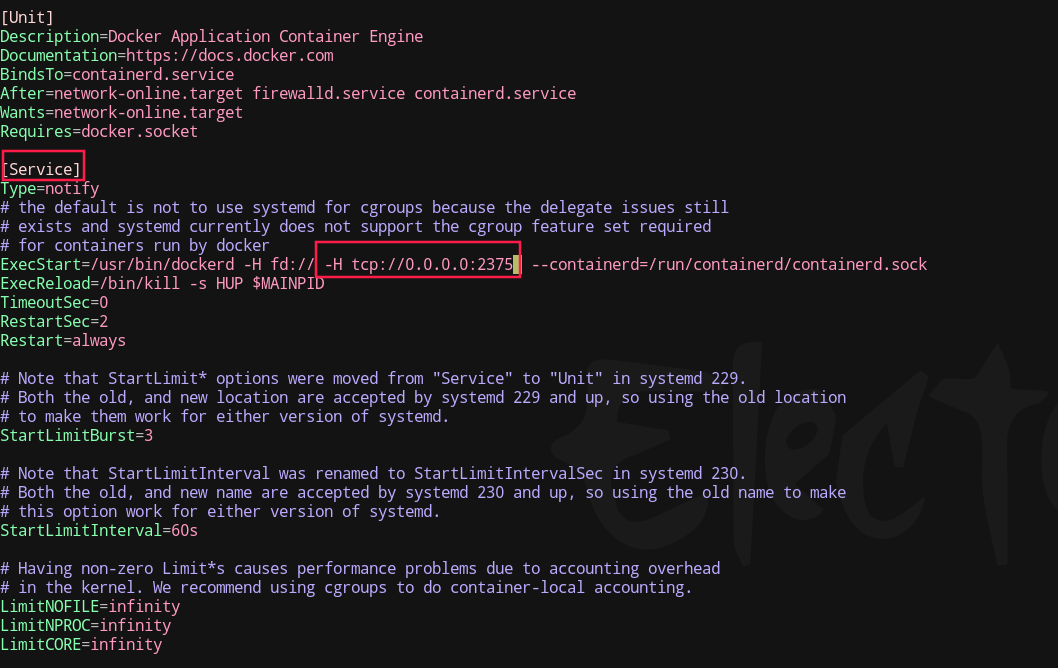 [Unit]
Description=Docker Application Container Engine
Documentation=https://docs.docker.com
BindsTo=containerd.service
After=network-online.target firewalld.service containerd.service
Wants=network-online.target
Requires=docker.socket
[Service]
Type=notify
# the default is not to use systemd for cgroups because the delegate issues still
# exists and systemd currently does not support the cgroup feature set required
# for containers run by docker
ExecStart=/usr/bin/dockerd -H fd:// -H tcp://0.0.0.0:2375 --containerd=/run/containerd/containerd.sock
ExecReload=/bin/kill -s HUP $MAINPID
TimeoutSec=0
RestartSec=2
Restart=always
# Note that StartLimit* options were moved from "Service" to "Unit" in systemd 229.
# Both the old, and new location are accepted by systemd 229 and up, so using the old location
# to make them work for either version of systemd.
StartLimitBurst=3
# Note that StartLimitInterval was renamed to StartLimitIntervalSec in systemd 230.
# Both the old, and new name are accepted by systemd 230 and up, so using the old name to make
# this option work for either version of systemd.
StartLimitInterval=60s
# Having non-zero Limit*s causes performance problems due to accounting overhead
# in the kernel. We recommend using cgroups to do container-local accounting.
LimitNOFILE=infinity
LimitNPROC=infinity
LimitCORE=infinity